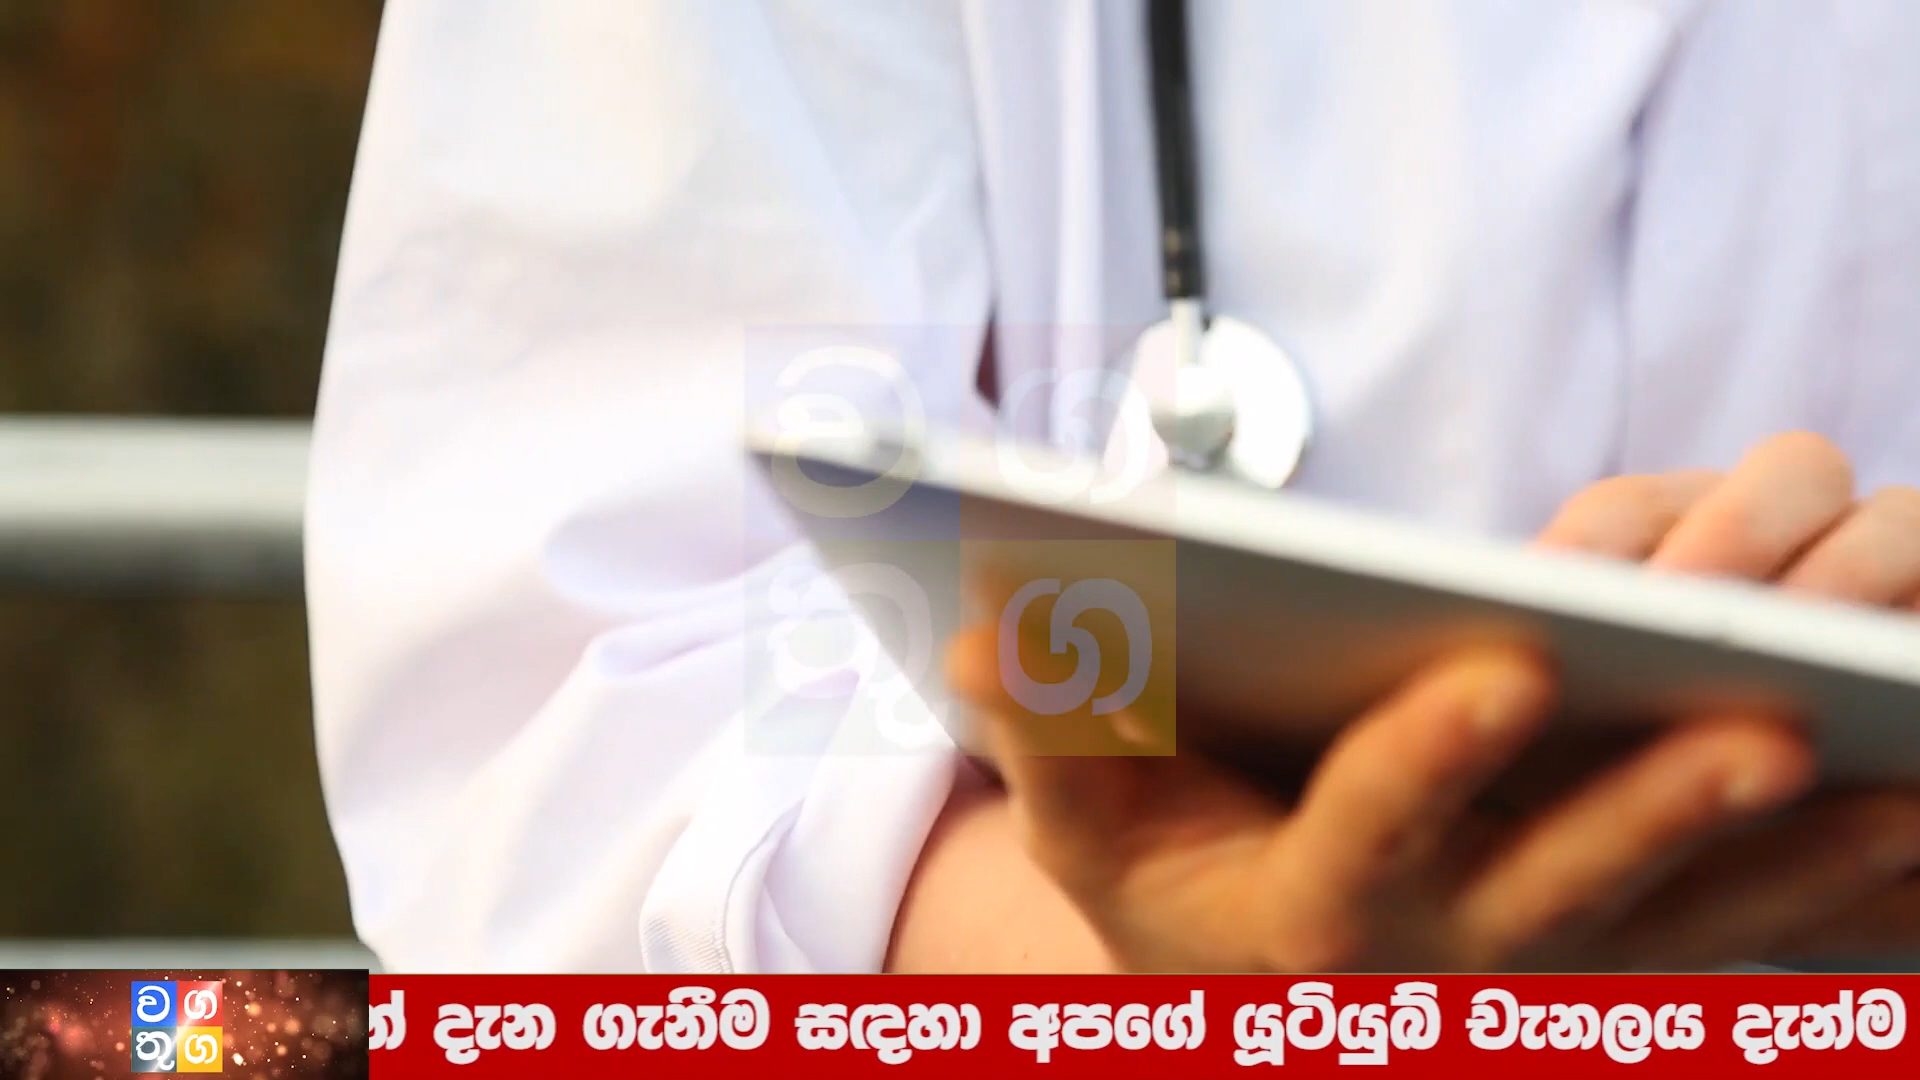 ව ග
තු ග
ව ග
තු ග
දැන ගැනීම සඳහා අපගේ යූටියුබ් චැනලය දැන්ම